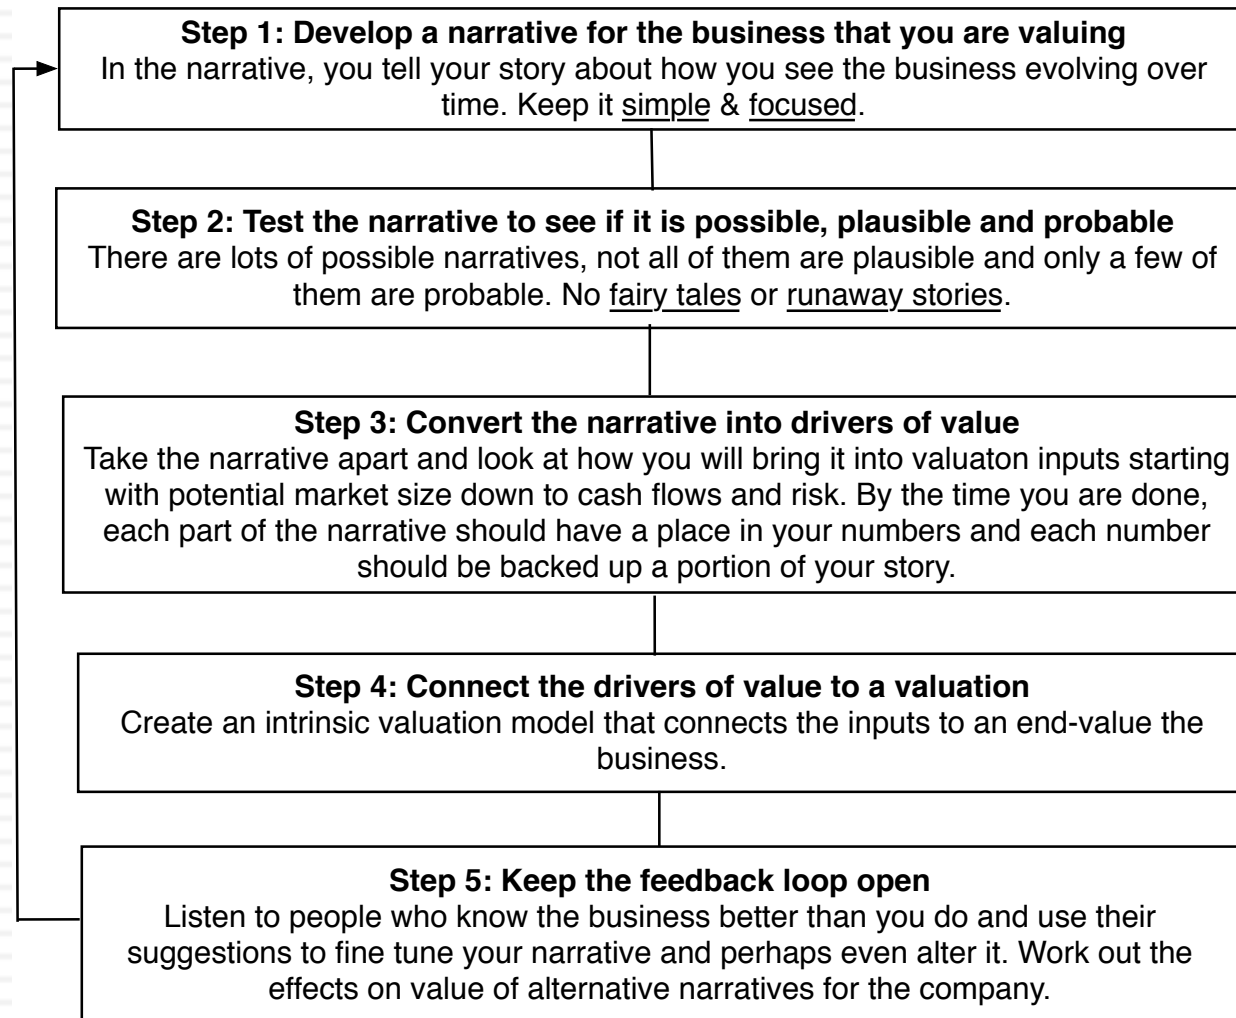 Step 1: Develop a narrative for the business that you are valuing
In the narrative, you tell your story about how you see the business evolving over
time. Keep it simple & focused.
Step 2: Test the narrative to see if it is possible, plausible and probable
There are lots of possible narratives, not all of them are plausible and only a few of
them are probable. No fairy tales or runaway stories.
Step 3: Convert the narrative into drivers of value
Take the narrative apart and look at how you will bring it into valuaton inputs starting
with potential market size down to cash flows and risk. By the time you are done,
each part of the narrative should have a place in your numbers and each number
should be backed up a portion of your story.
Step 4: Connect the drivers of value to a valuation
Create an intrinsic valuation model that connects the inputs to an end-value the
business.
Step 5: Keep the feedback loop open
Listen to people who know the business better than you do and use their
suggestions to fine tune your narrative and perhaps even alter it. Work out the
effects on value of alternative narratives for the company.